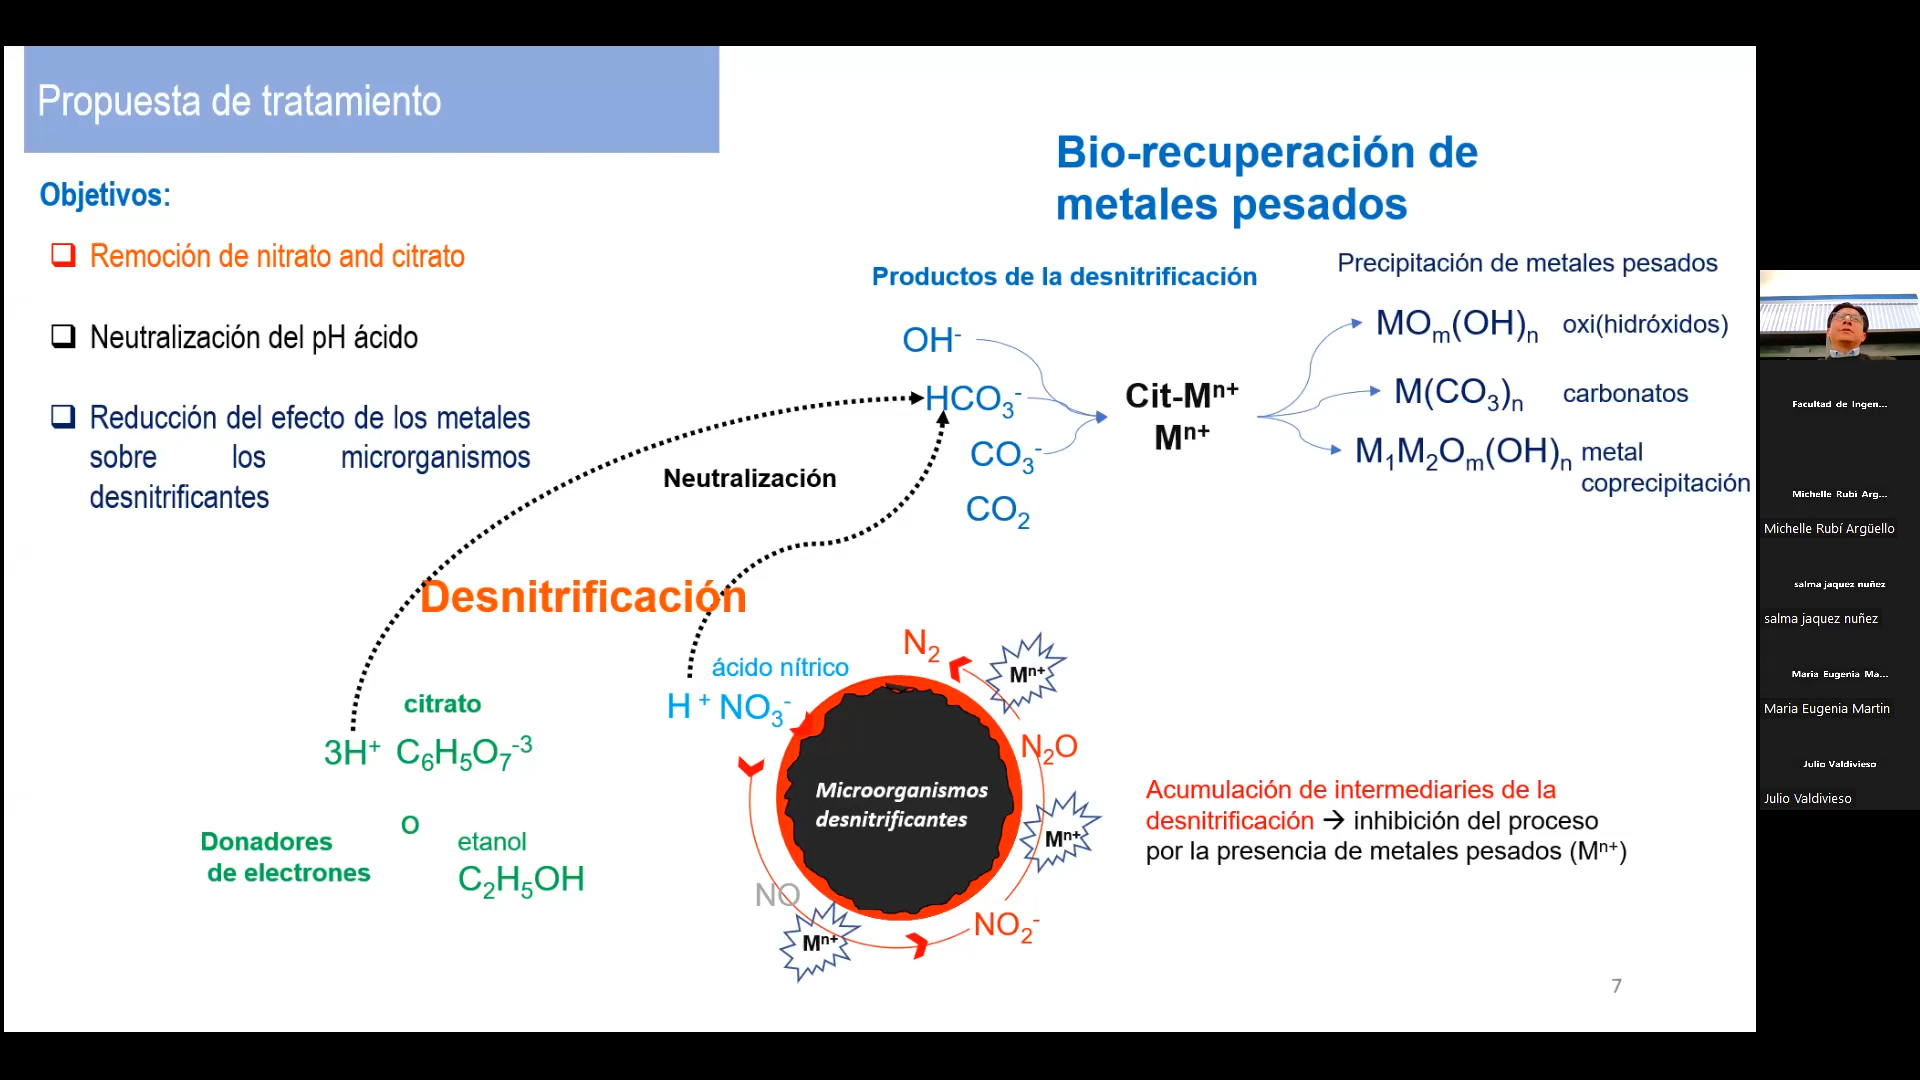 Propuesta de tratamiento
Bio-recuperación de
metales pesados
Objetivos:
Remoción de nitrato and citrato
Neutralización del pH ácido
Reducción del efecto de los metales
sobre los microrganismos
desnitrificantes
Productos de la desnitrificación
Precipitación de metales pesados
OH-
HCO3-
CO3-
CO2
Cit-Mn+
Mn+
MOm(OH)n oxi(hidróxidos)
M(CO3)n carbonatos
M1M2Om(OH)n metal
coprecipitación
Neutralización
Desnitrificación
ácido nítrico
H+ NO3-
citrato
3H+ C6H5O7-3
o
Donadores
de electrones
etanol
C2H5OH
N2
Mn+
N2O
Mn+
Microorganismos
desnitrificantes
NO
Mn+
NO2-
Acumulación de intermediaries de la
desnitrificación → inhibición del proceso
por la presencia de metales pesados (Mn+)
7
Facultad de Ingen...
Michelle Rubí Arg...
Michelle Rubí Argüello
salma jaquez nuñez
salma jaquez nuñez
Maria Eugenia Ma...
Maria Eugenia Martin
Julio Valdivieso
Julio Valdivieso